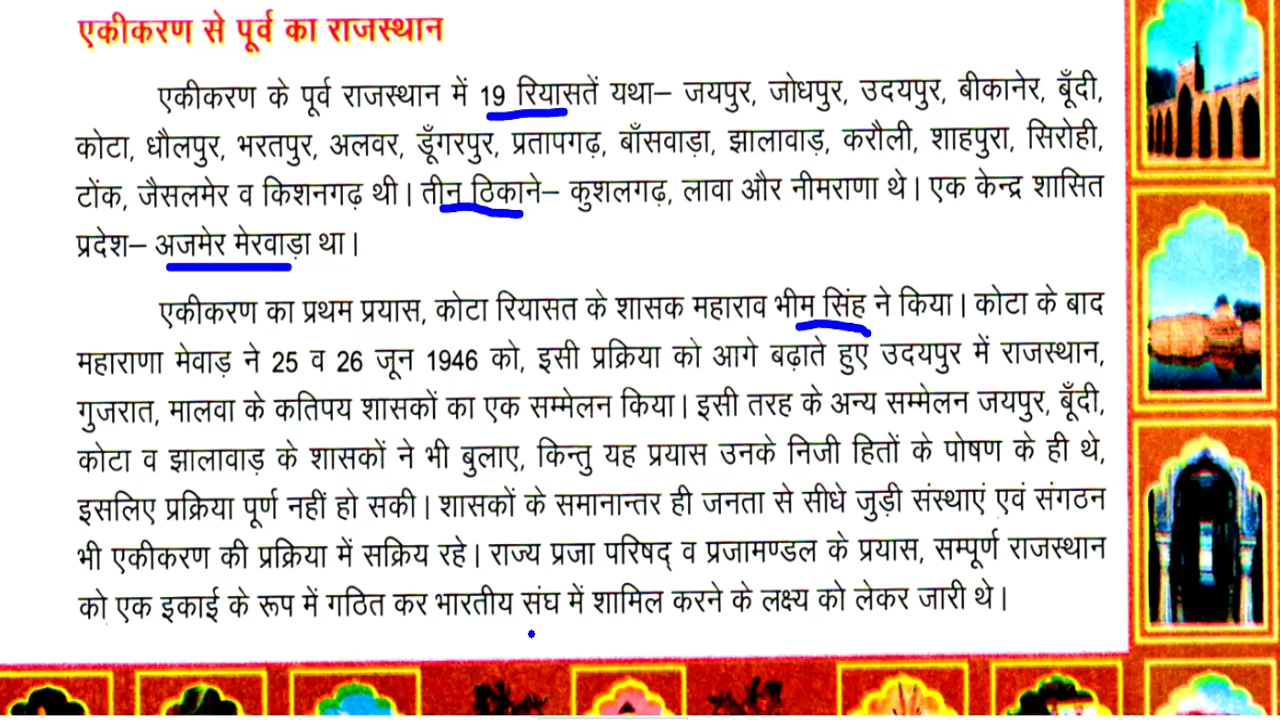 एकीकरण से पूर्व का राजस्थान
एकीकरण के पूर्व राजस्थान में 19 रियासतें यथा– जयपुर, जोधपुर, उदयपुर, बीकानेर, बूँदी,
कोटा, धौलपुर, भरतपुर, अलवर, डूँगरपुर, प्रतापगढ़, बाँसवाड़ा, झालावाड़, करौली, शाहपुरा, सिरोही,
टोंक, जैसलमेर व किशनगढ़ थी। तीन ठिकाने– कुशलगढ़, लावा और नीमराणा थे। एक केन्द्र शासित
प्रदेश– अजमेर मेरवाड़ा था।
एकीकरण का प्रथम प्रयास, कोटा रियासत के शासक महाराव भीम सिंह ने किया। कोटा के बाद
महाराणा मेवाड़ ने 25 व 26 जून 1946 को, इसी प्रक्रिया को आगे बढ़ाते हुए उदयपुर में राजस्थान,
गुजरात, मालवा के कतिपय शासकों का एक सम्मेलन किया। इसी तरह के अन्य सम्मेलन जयपुर, बूँदी,
कोटा व झालावाड़ के शासकों ने भी बुलाए, किन्तु यह प्रयास उनके निजी हितों के पोषण के ही थे,
इसलिए प्रक्रिया पूर्ण नहीं हो सकी। शासकों के समानान्तर ही जनता से सीधे जुड़ी संस्थाएं एवं संगठन
भी एकीकरण की प्रक्रिया में सक्रिय रहे। राज्य प्रजा परिषद् व प्रजामण्डल के प्रयास, सम्पूर्ण राजस्थान
को एक इकाई के रूप में गठित कर भारतीय संघ में शामिल करने के लक्ष्य को लेकर जारी थे।